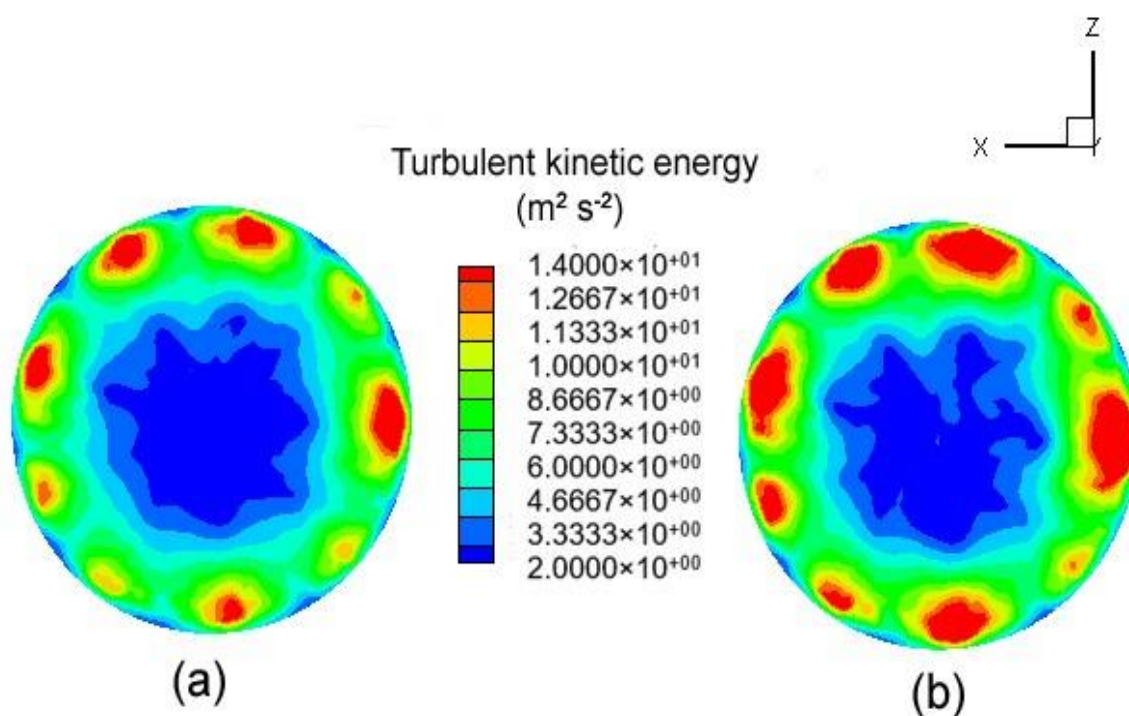 Z
X
Turbulent kinetic energy
(m² s⁻²)
1.4000×10⁺⁰¹
1.2667×10⁺⁰¹
1.1333×10⁺⁰¹
1.0000×10⁺⁰¹
8.6667×10⁺⁰⁰
7.3333×10⁺⁰⁰
6.0000×10⁺⁰⁰
4.6667×10⁺⁰⁰
3.3333×10⁺⁰⁰
2.0000×10⁺⁰⁰
(a)
(b)